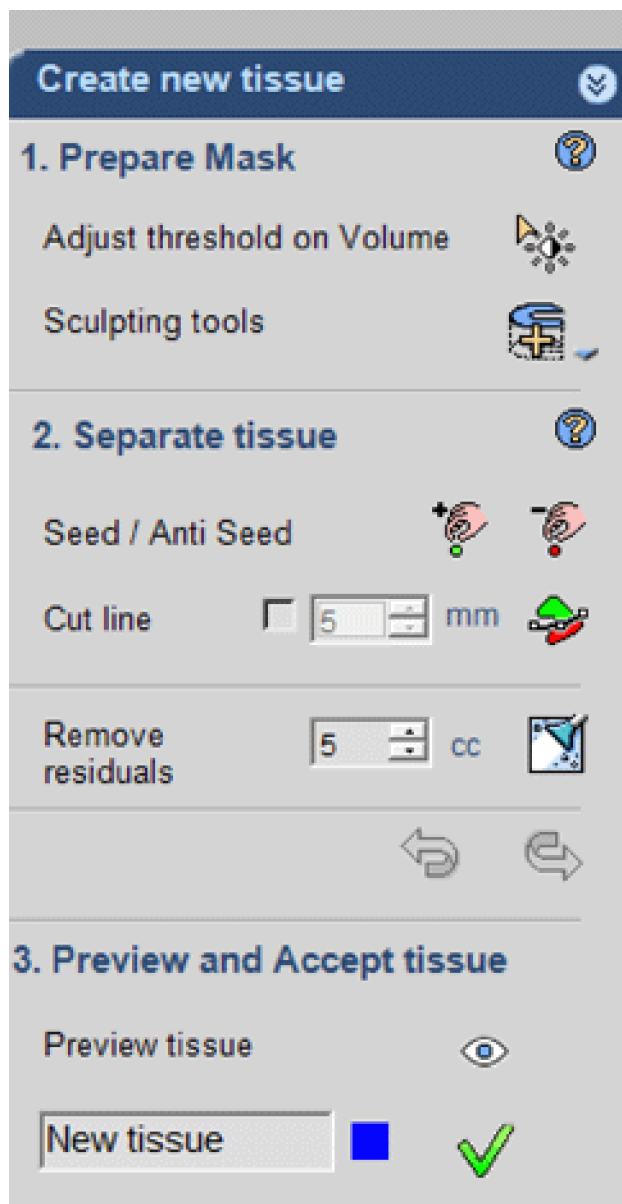 Create new tissue
1. Prepare Mask
Adjust threshold on Volume
Sculpting tools
2. Separate tissue
Seed / Anti Seed
Cut line 5 mm
Remove
residuals 5 cc
3. Preview and Accept tissue
Preview tissue
New tissue